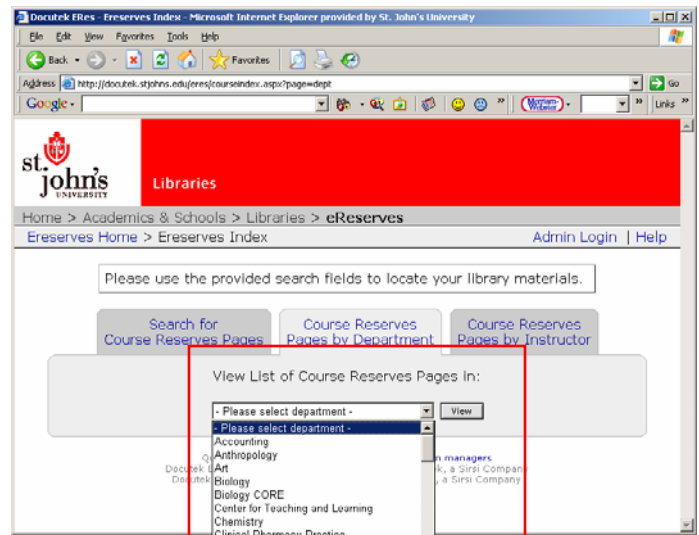 Docutek ERes - Ereserves Index - Microsoft Internet Explorer provided by St. John's University
File Edit View Favorites Tools Help
Back Favorites
Address http://docutek.stjohns.edu/eres/courseindex.aspx?page=dept Go
Google Merriam-Webster Links
st. john's UNIVERSITY
Libraries
Home > Academics & Schools > Libraries > eReserves
Ereserves Home > Ereserves Index Admin Login | Help
Please use the provided search fields to locate your library materials.
Search for Course Reserves Pages
Course Reserves Pages by Department
Course Reserves Pages by Instructor
View List of Course Reserves Pages in:
- Please select department - View
- Please select department -
Accounting
Anthropology
Art
Biology
Biology CORE
Center for Teaching and Learning
Chemistry
Clinical Pharmacy Practice
managers
a Sirsi Company
a Sirsi Company